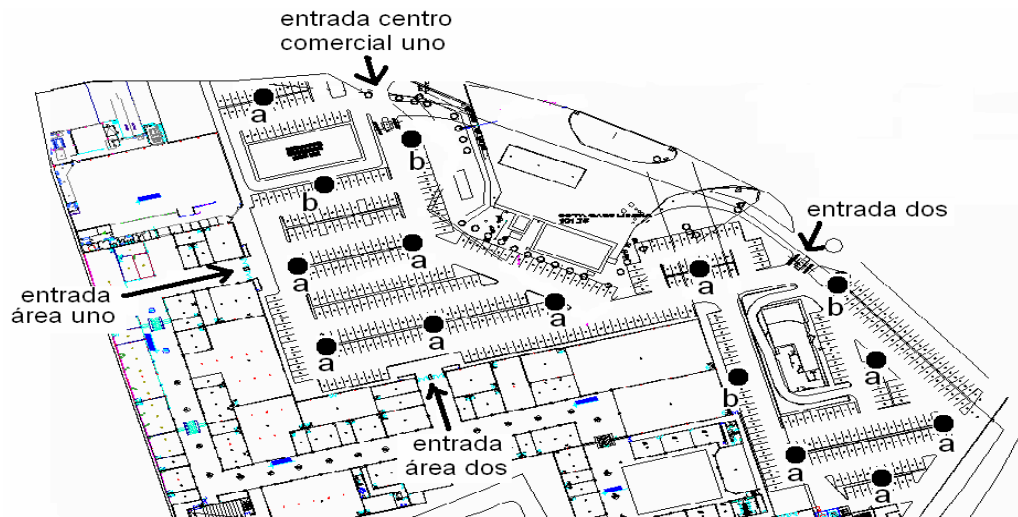 entrada centro
comercial uno
a
b
b
entrada dos
a
a
entrada
área uno
a
b
a
a
a
a
b
a
a
entrada
área dos
a